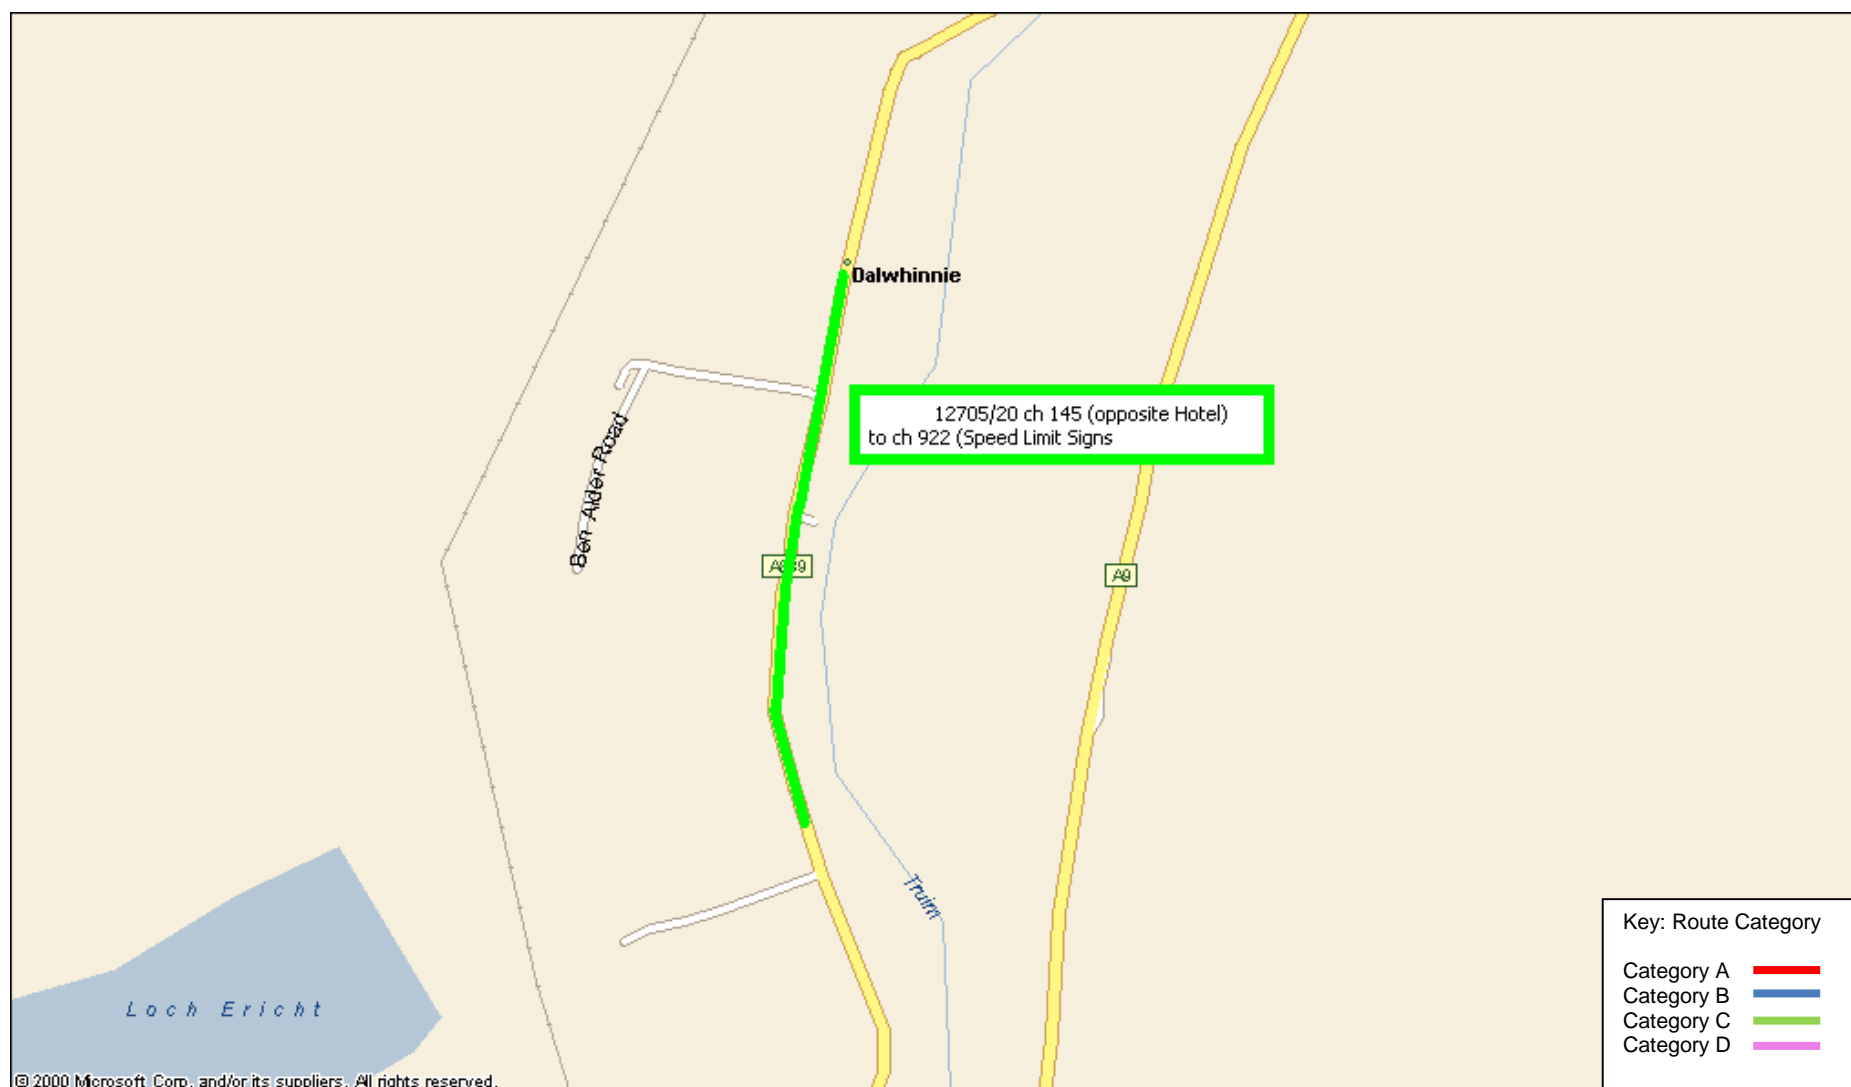 Dalwhinnie
12705/20 ch 145 (opposite Hotel)
to ch 922 (Speed Limit Signs
Ben Alder Road
A9
Truim
Loch Ericht
Key: Route Category
Category A
Category B
Category C
Category D
© 2000 Microsoft Corp. and/or its suppliers. All rights reserved.